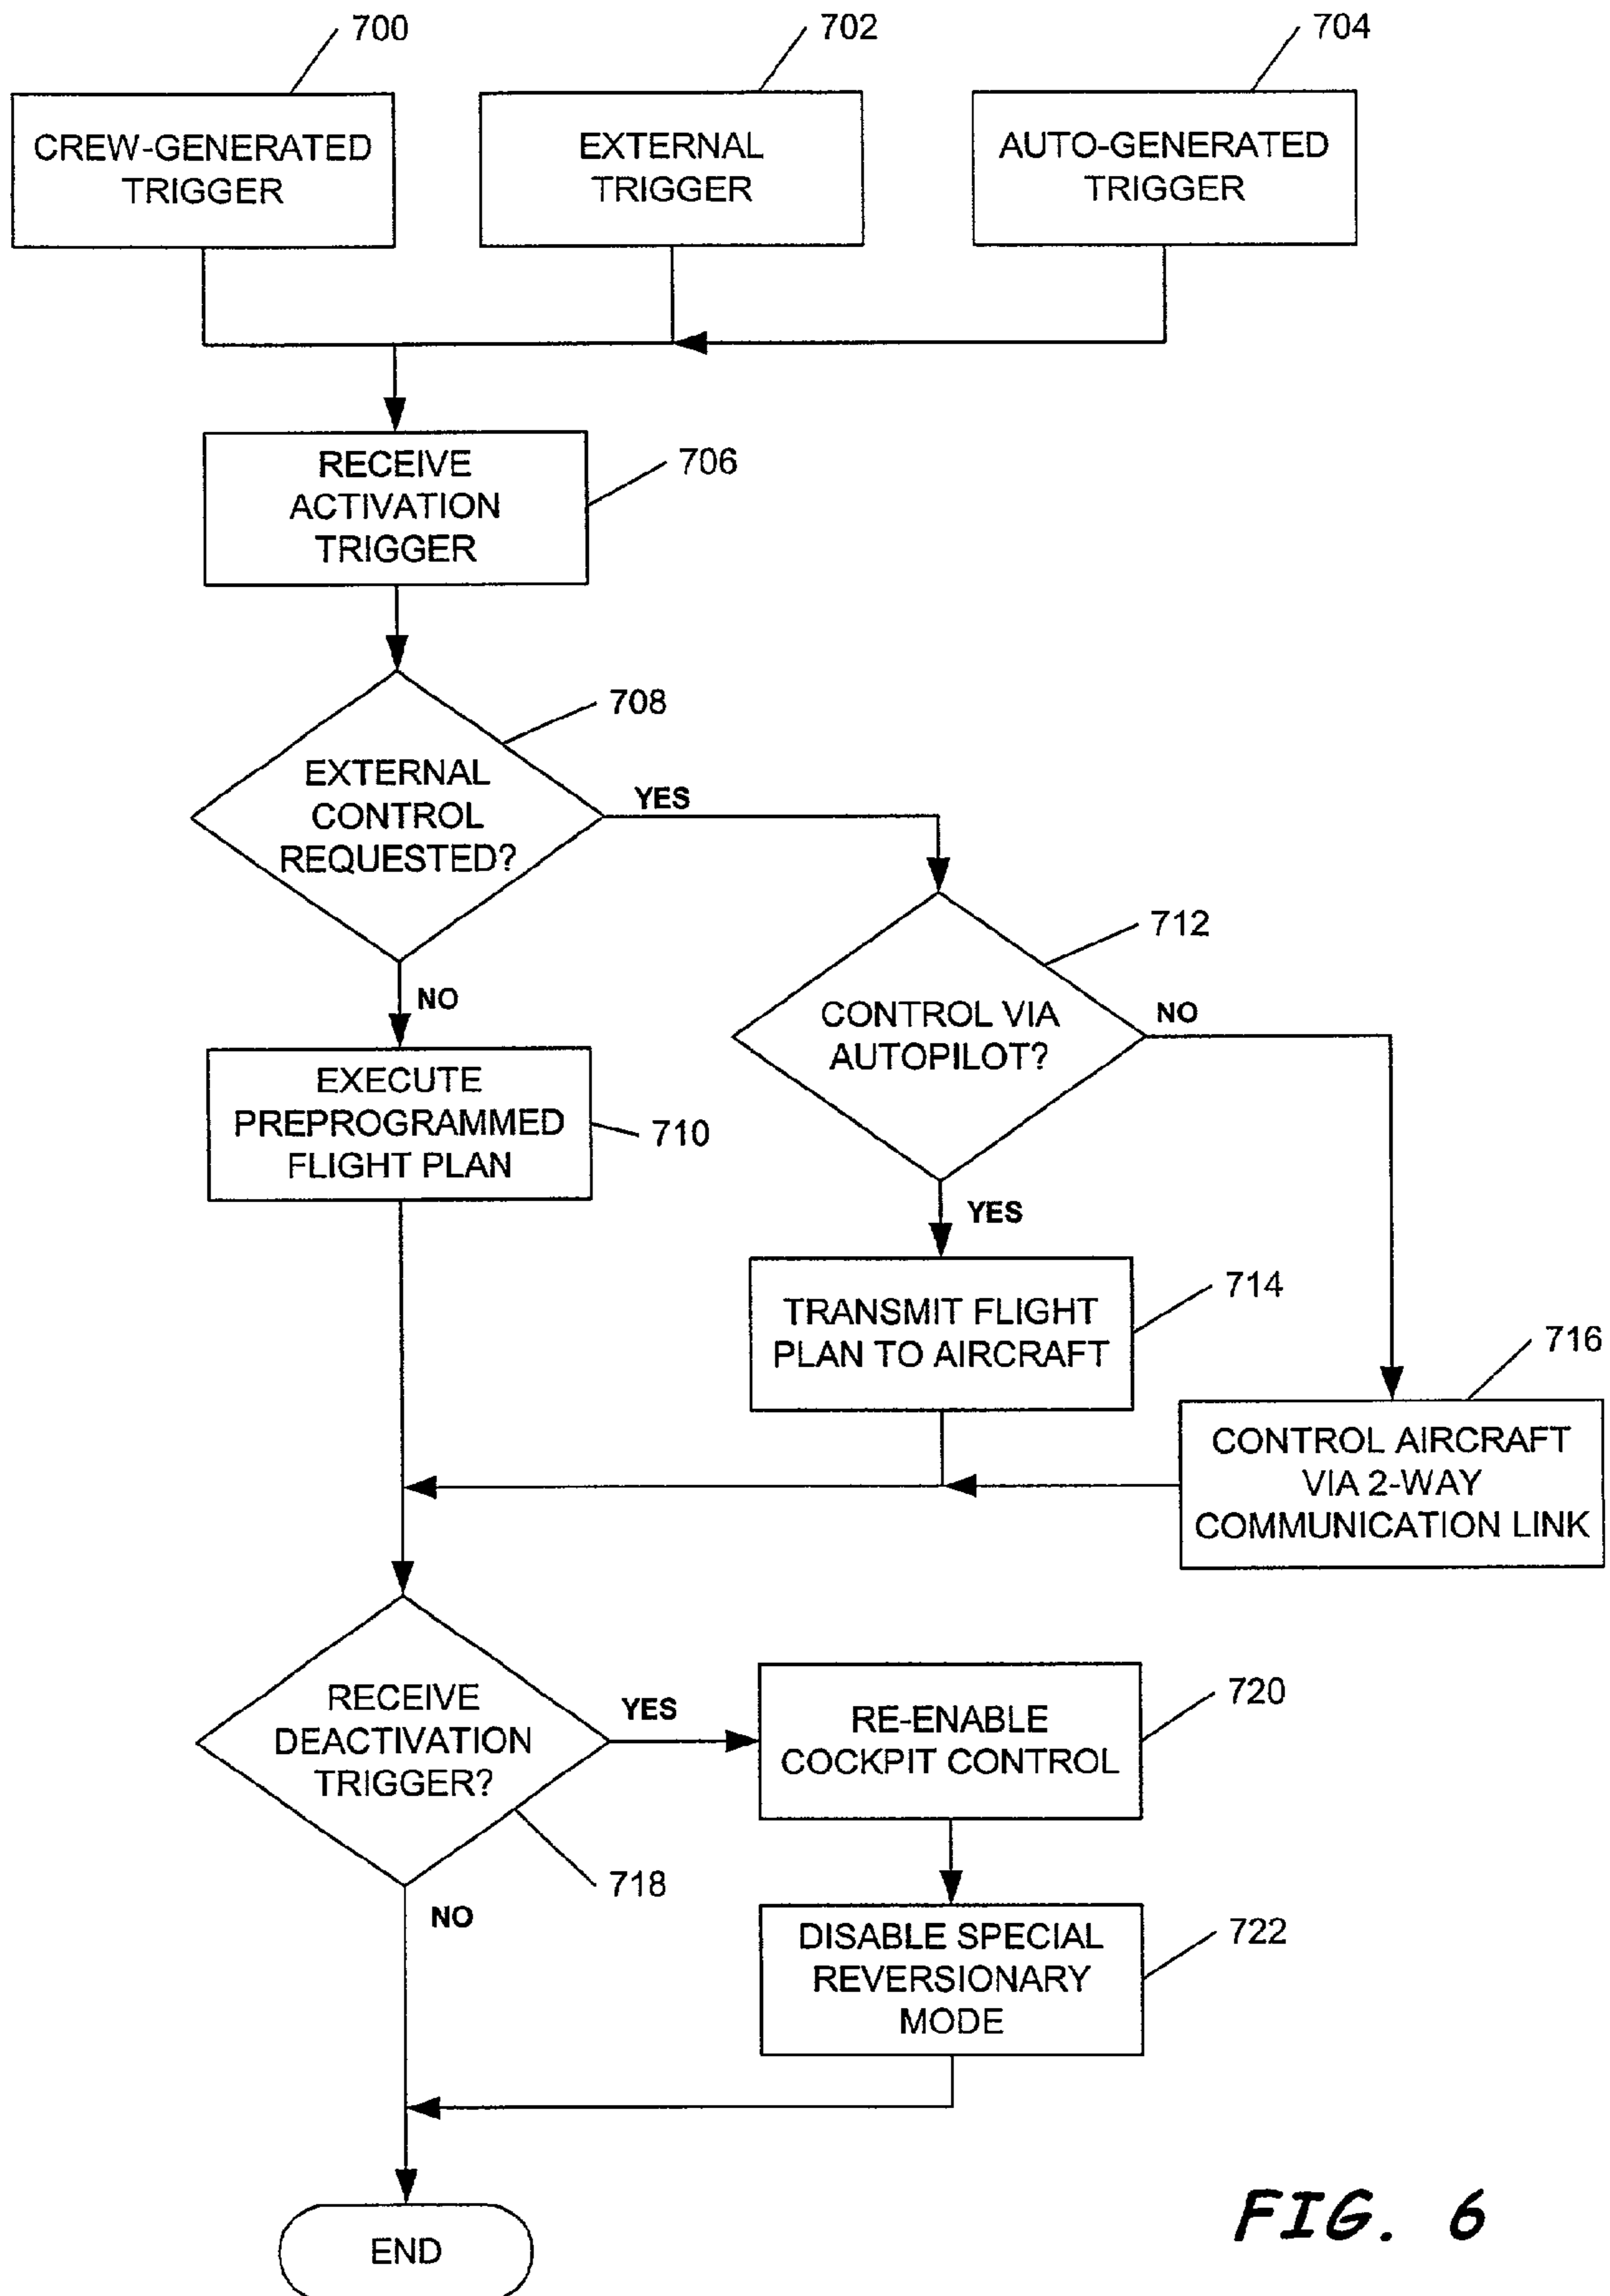 700
702
704
CREW-GENERATED
TRIGGER
EXTERNAL
TRIGGER
AUTO-GENERATED
TRIGGER
RECEIVE
ACTIVATION
TRIGGER
706
708
EXTERNAL
CONTROL
REQUESTED?
YES
NO
712
CONTROL VIA
AUTOPILOT?
NO
YES
EXECUTE
PREPROGRAMMED
FLIGHT PLAN
710
TRANSMIT FLIGHT
PLAN TO AIRCRAFT
714
716
CONTROL AIRCRAFT
VIA 2-WAY
COMMUNICATION LINK
RECEIVE
DEACTIVATION
TRIGGER?
YES
718
NO
RE-ENABLE
COCKPIT CONTROL
720
DISABLE SPECIAL
REVERSIONARY
MODE
722
END
FIG. 6